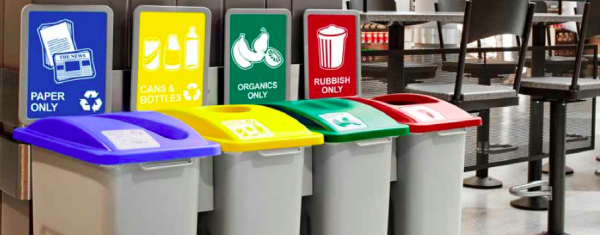 THE NEWS
PAPER
ONLY
CANS &
BOTTLES
ORGANICS
ONLY
RUBBISH
ONLY